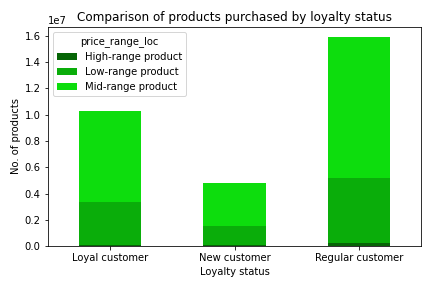 Comparison of products purchased by loyalty status
1e7
price_range_loc
High-range product
Low-range product
Mid-range product
No. of products
1.6
1.4
1.2
1.0
0.8
0.6
0.4
0.2
0.0
Loyal customer
New customer
Regular customer
Loyalty status